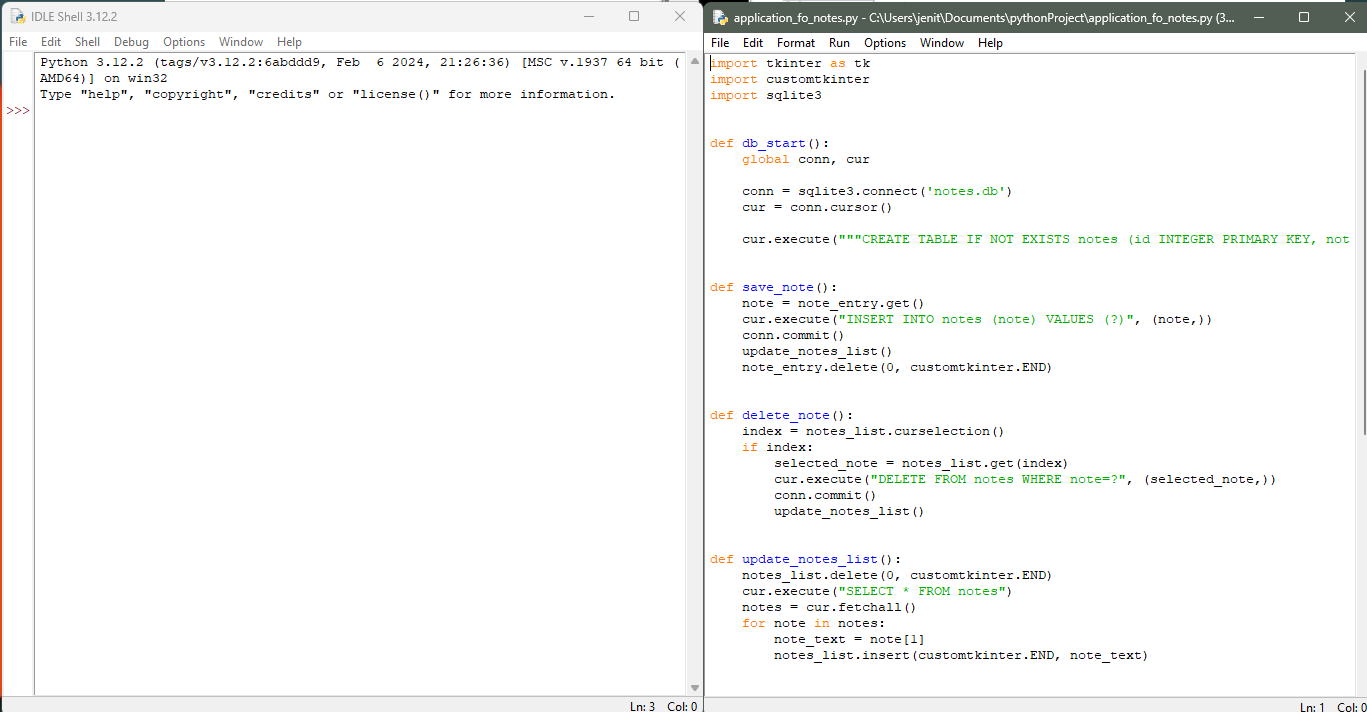 IDLE Shell 3.12.2
File Edit Shell Debug Options Window Help
Python 3.12.2 (tags/v3.12.2:6abddd9, Feb  6 2024, 21:26:36) [MSC v.1937 64 bit (
AMD64)] on win32
Type "help", "copyright", "credits" or "license()" for more information.
>>>
Ln: 3 Col: 0
application_fo_notes.py - C:\Users\jenit\Documents\pythonProject\application_fo_notes.py (3...
File Edit Format Run Options Window Help
import tkinter as tk
import customtkinter
import sqlite3
def db_start():
    global conn, cur
    conn = sqlite3.connect('notes.db')
    cur = conn.cursor()
    cur.execute("""CREATE TABLE IF NOT EXISTS notes (id INTEGER PRIMARY KEY, not
def save_note():
    note = note_entry.get()
    cur.execute("INSERT INTO notes (note) VALUES (?)", (note,))
    conn.commit()
    update_notes_list()
    note_entry.delete(0, customtkinter.END)
def delete_note():
    index = notes_list.curselection()
    if index:
        selected_note = notes_list.get(index)
        cur.execute("DELETE FROM notes WHERE note=?", (selected_note,))
        conn.commit()
        update_notes_list()
def update_notes_list():
    notes_list.delete(0, customtkinter.END)
    cur.execute("SELECT * FROM notes")
    notes = cur.fetchall()
    for note in notes:
        note_text = note[1]
        notes_list.insert(customtkinter.END, note_text)
Ln: 1 Col: 0